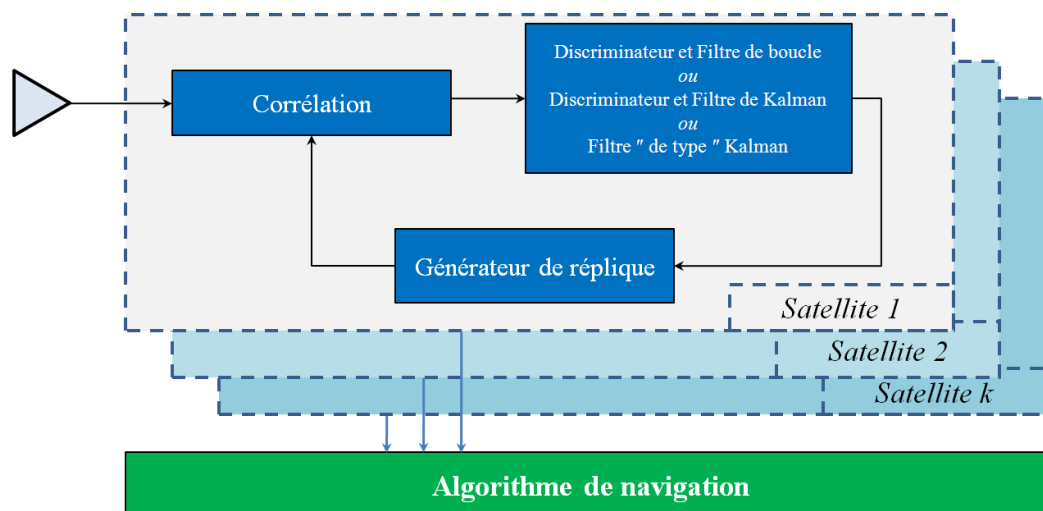 Discriminateur et Filtre de boucle
ou
Discriminateur et Filtre de Kalman
ou
Filtre " de type " Kalman
Corrélation
Générateur de réplique
Satellite 1
Satellite 2
Satellite k
Algorithme de navigation